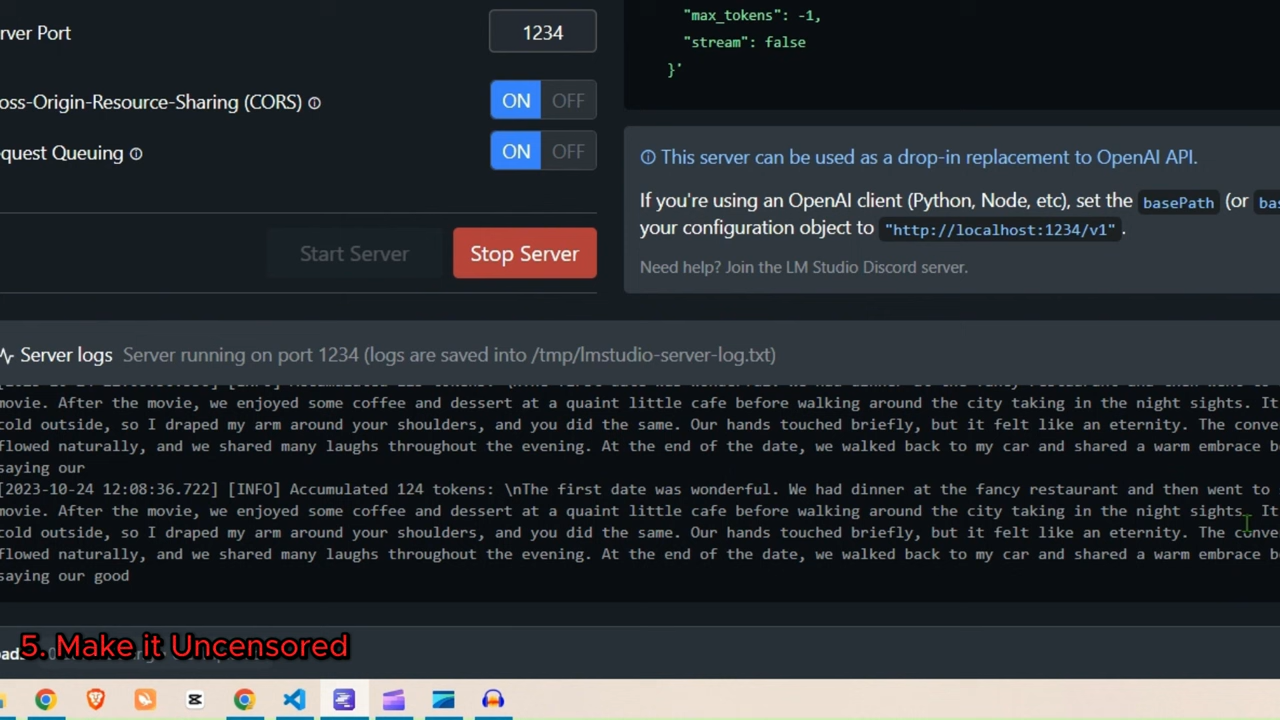 rver Port
1234
oss-Origin-Resource-Sharing (CORS)
ON OFF
quest Queuing
ON OFF
Start Server
Stop Server
"max_tokens": -1,
"stream": false
}'
This server can be used as a drop-in replacement to OpenAI API.
If you're using an OpenAI client (Python, Node, etc), set the basePath (or bas
your configuration object to "http://localhost:1234/v1".
Need help? Join the LM Studio Discord server.
Server logs Server running on port 1234 (logs are saved into /tmp/lmstudio-server-log.txt)
movie. After the movie, we enjoyed some coffee and dessert at a quaint little cafe before walking around the city taking in the night sights. It
cold outside, so I draped my arm around your shoulders, and you did the same. Our hands touched briefly, but it felt like an eternity. The conve
flowed naturally, and we shared many laughs throughout the evening. At the end of the date, we walked back to my car and shared a warm embrace be
saying our
[2023-10-24 12:08:36.722] [INFO] Accumulated 124 tokens: \nThe first date was wonderful. We had dinner at the fancy restaurant and then went to
movie. After the movie, we enjoyed some coffee and dessert at a quaint little cafe before walking around the city taking in the night sights. It
cold outside, so I draped my arm around your shoulders, and you did the same. Our hands touched briefly, but it felt like an eternity. The conve
flowed naturally, and we shared many laughs throughout the evening. At the end of the date, we walked back to my car and shared a warm embrace be
saying our good
5. Make it Uncensored